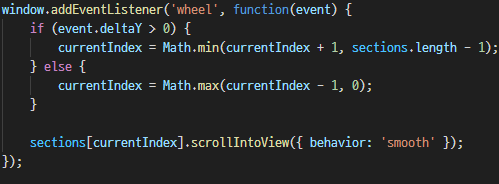 window.addEventListener('wheel', function(event) {
    if (event.deltaY > 0) {
        currentIndex = Math.min(currentIndex + 1, sections.length - 1);
    } else {
        currentIndex = Math.max(currentIndex - 1, 0);
    }

    sections[currentIndex].scrollIntoView({ behavior: 'smooth' });
});